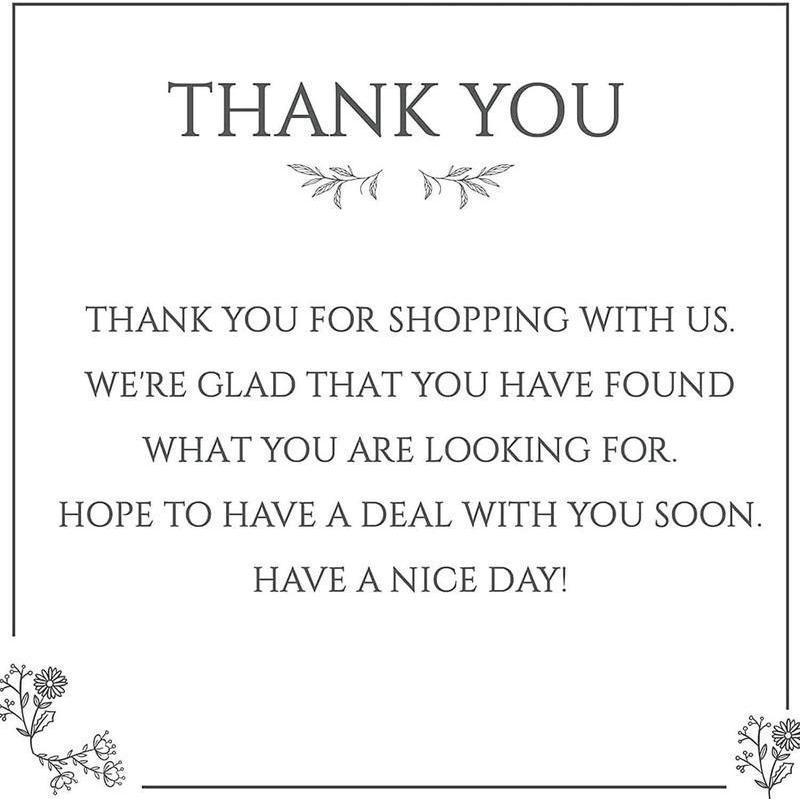 THANK YOU
THANK YOU FOR SHOPPING WITH US.
WE'RE GLAD THAT YOU HAVE FOUND
WHAT YOU ARE LOOKING FOR.
HOPE TO HAVE A DEAL WITH YOU SOON.
HAVE A NICE DAY!